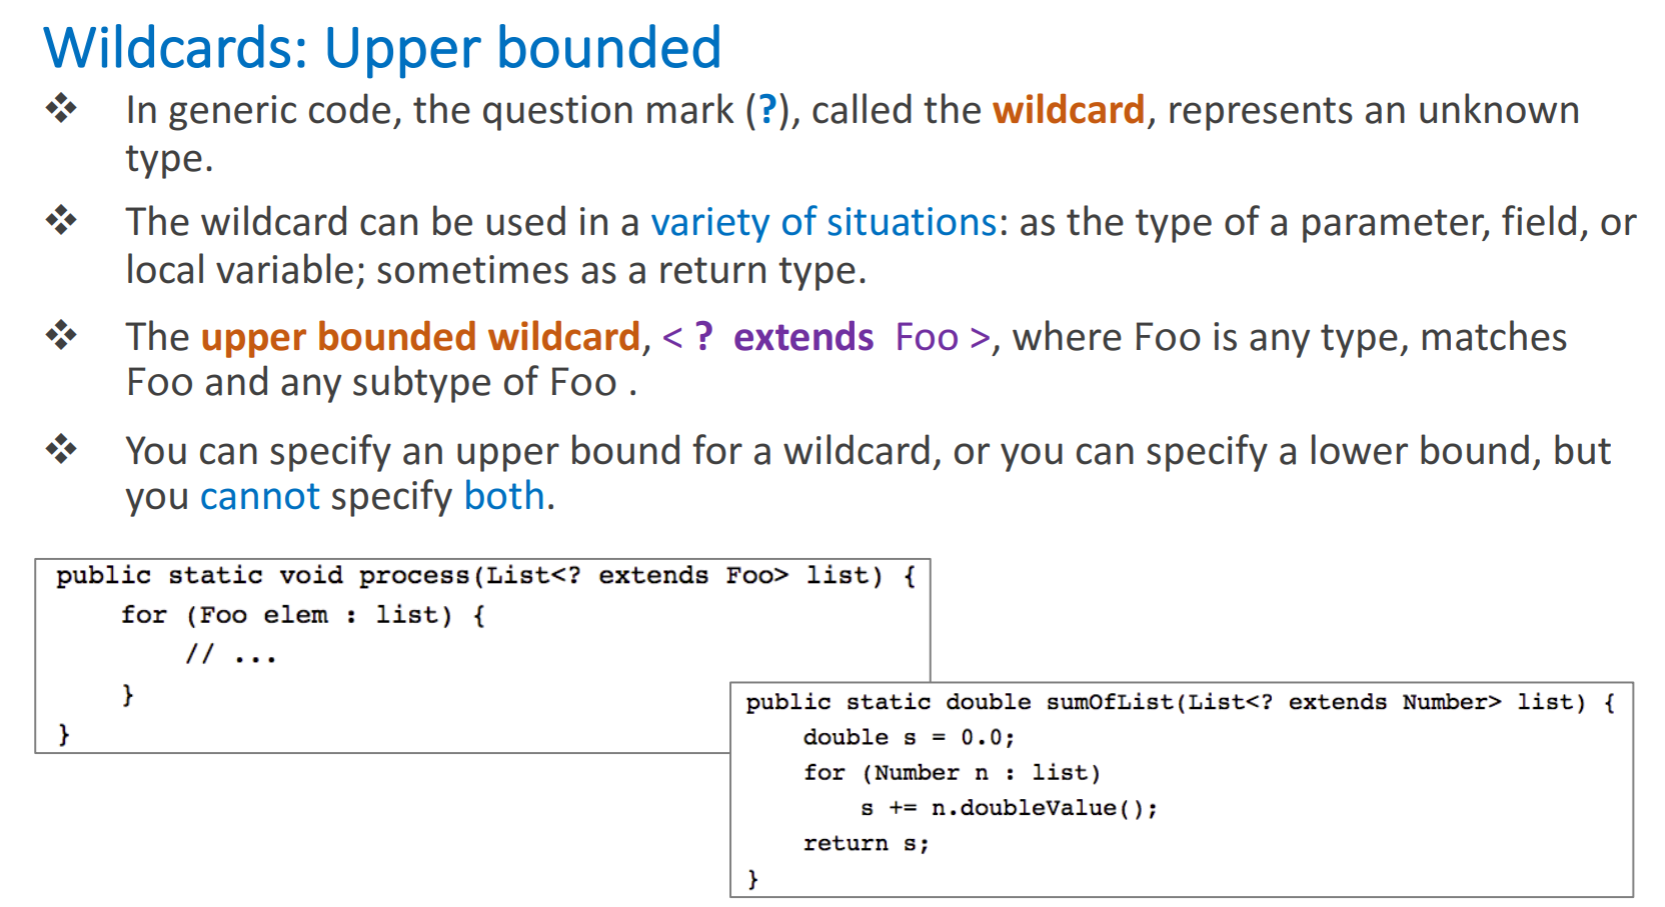 Wildcards: Upper bounded
❖ In generic code, the question mark (?), called the wildcard, represents an unknown
type.
❖ The wildcard can be used in a variety of situations: as the type of a parameter, field, or
local variable; sometimes as a return type.
❖ The upper bounded wildcard, < ? extends Foo >, where Foo is any type, matches
Foo and any subtype of Foo .
❖ You can specify an upper bound for a wildcard, or you can specify a lower bound, but
you cannot specify both.
public static void process(List<? extends Foo> list) {
    for (Foo elem : list) {
        // ...
    }
}
public static double sumOfList(List<? extends Number> list) {
    double s = 0.0;
    for (Number n : list)
        s += n.doubleValue();
    return s;
}